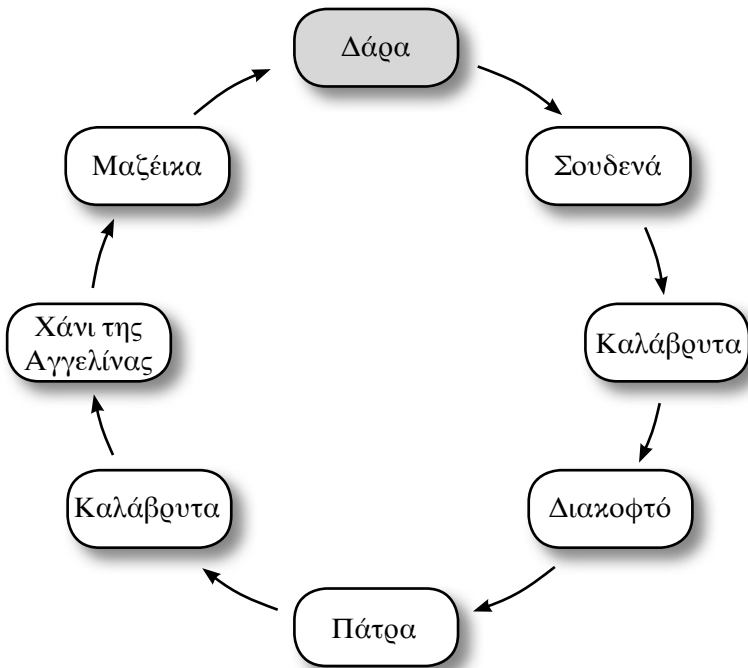 Δάρα
Σουδενά
Καλάβρυτα
Διακοφτό
Πάτρα
Καλάβρυτα
Χάνι της
Αγγελίνας
Μαζέικα